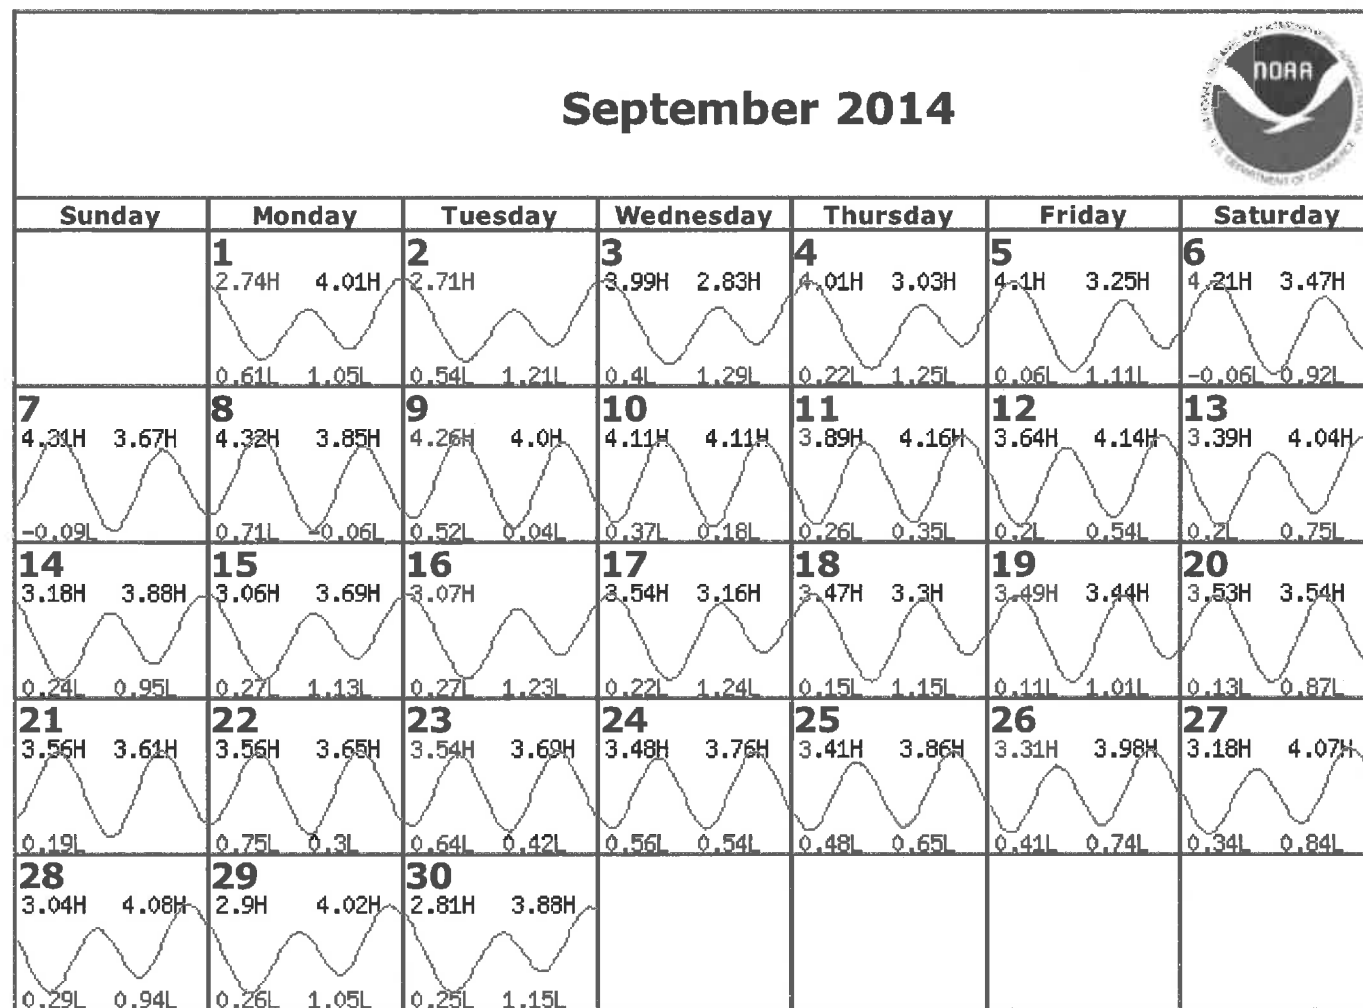 NOAA
September 2014
Sunday Monday Tuesday Wednesday Thursday Friday Saturday
1 2 3 4 5 6
2.74H 4.01H 2.71H 3.99H 2.83H 4.01H 3.03H 4.1H 3.25H 4.21H 3.47H
0.61L 1.05L 0.54L 1.21L 0.4L 1.29L 0.22L 1.25L 0.06L 1.11L -0.06L 0.92L
7 8 9 10 11 12 13
4.31H 3.67H 4.32H 3.85H 4.26H 4.0H 4.11H 4.11H 3.89H 4.16H 3.64H 4.14H 3.39H 4.04H
-0.09L 0.71L -0.06L 0.52L 0.04L 0.37L 0.18L 0.26L 0.35L 0.2L 0.54L 0.2L 0.75L
14 15 16 17 18 19 20
3.18H 3.88H 3.06H 3.69H 3.07H 3.54H 3.16H 3.47H 3.3H 3.49H 3.44H 3.53H 3.54H
0.24L 0.95L 0.27L 1.13L 0.27L 1.23L 0.22L 1.24L 0.15L 1.15L 0.11L 1.01L 0.13L 0.87L
21 22 23 24 25 26 27
3.56H 3.61H 3.56H 3.65H 3.54H 3.69H 3.48H 3.76H 3.41H 3.86H 3.31H 3.98H 3.18H 4.07H
0.19L 0.75L 0.3L 0.64L 0.42L 0.56L 0.54L 0.48L 0.65L 0.41L 0.74L 0.34L 0.84L
28 29 30
3.04H 4.08H 2.9H 4.02H 2.81H 3.88H
0.29L 0.94L 0.26L 1.05L 0.25L 1.15L